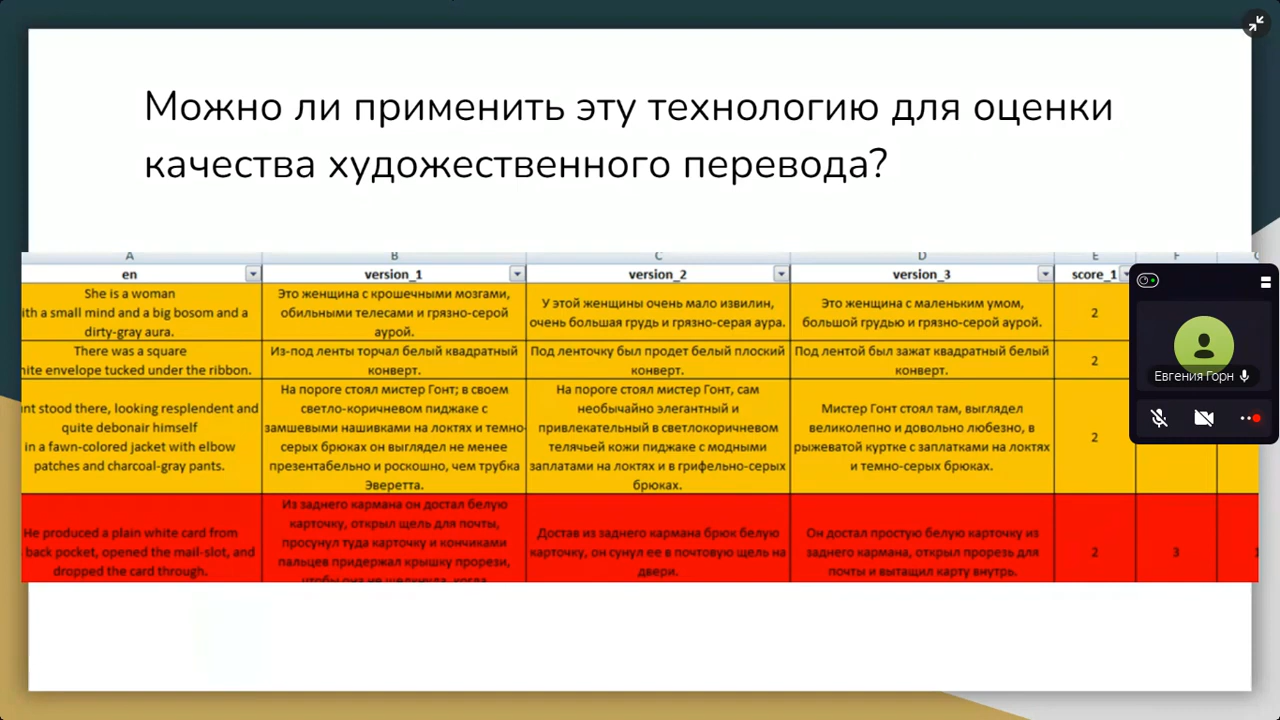 Можно ли применить эту технологию для оценки
качества художественного перевода?
A B C D E F
en version_1 version_2 version_3 score_1
She is a woman
with a small mind and a big bosom and a
dirty-gray aura.
Это женщина с крошечными мозгами,
обильными телесами и грязно-серой
аурой.
У этой женщины очень мало извилин,
очень большая грудь и грязно-серая аура.
Это женщина с маленьким умом,
большой грудью и грязно-серой аурой.
2
There was a square
envelope tucked under the ribbon.
Из-под ленты торчал белый квадратный
конверт.
Под ленточку был продет белый плоский
конверт.
Под лентой был зажат квадратный белый
конверт.
2
stood there, looking resplendent and
quite debonair himself
in a fawn-colored jacket with elbow
patches and charcoal-gray pants.
На пороге стоял мистер Гонт; в своем
светло-коричневом пиджаке с
замшевыми нашивками на локтях и темно-
серых брюках он выглядел не менее
презентабельно и роскошно, чем трубка
Эверетта.
На пороге стоял мистер Гонт, сам
необычайно элегантный и
привлекательный в светлокоричневом
телячьей кожи пиджаке с модными
заплатами на локтях и в грифельно-серых
брюках.
Мистер Гонт стоял там, выглядел
великолепно и довольно любезно, в
рыжеватой куртке с заплатками на локтях
и темно-серых брюках.
2
He produced a plain white card from
back pocket, opened the mail-slot, and
dropped the card through.
Из заднего кармана он достал белую
карточку, открыл щель для почты,
просунул туда карточку и кончиками
пальцев придержал крышку прорези,
чтобы она не щелкнула, когда
Достав из заднего кармана брюк белую
карточку, он сунул ее в почтовую щель на
двери.
Он достал простую белую карточку из
заднего кармана, открыл прорезь для
почты и вытащил карту внутрь.
2 3
Евгения Горн